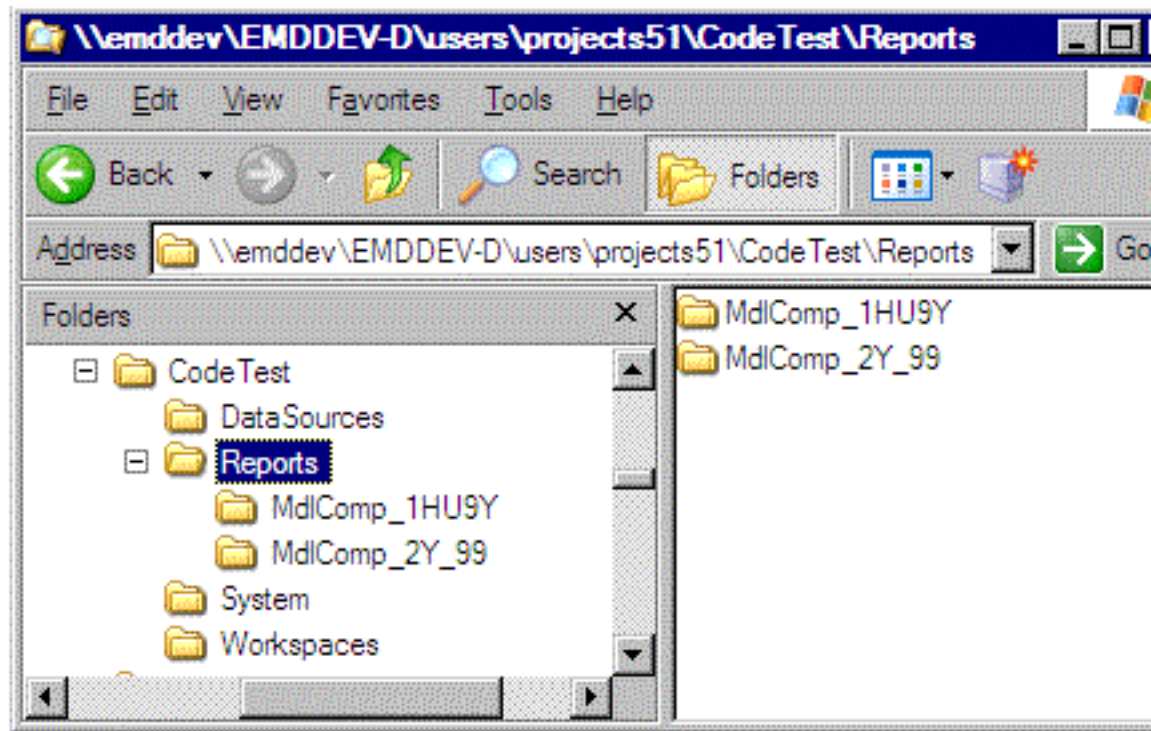 \\emddev\EMDDEV-D\users\projects51\CodeTest\Reports
File Edit View Favorites Tools Help
Back Search Folders
Address \\emddev\EMDDEV-D\users\projects51\CodeTest\Reports Go
Folders
CodeTest
DataSources
Reports
MdlComp_1HU9Y
MdlComp_2Y_99
System
Workspaces
MdlComp_1HU9Y
MdlComp_2Y_99